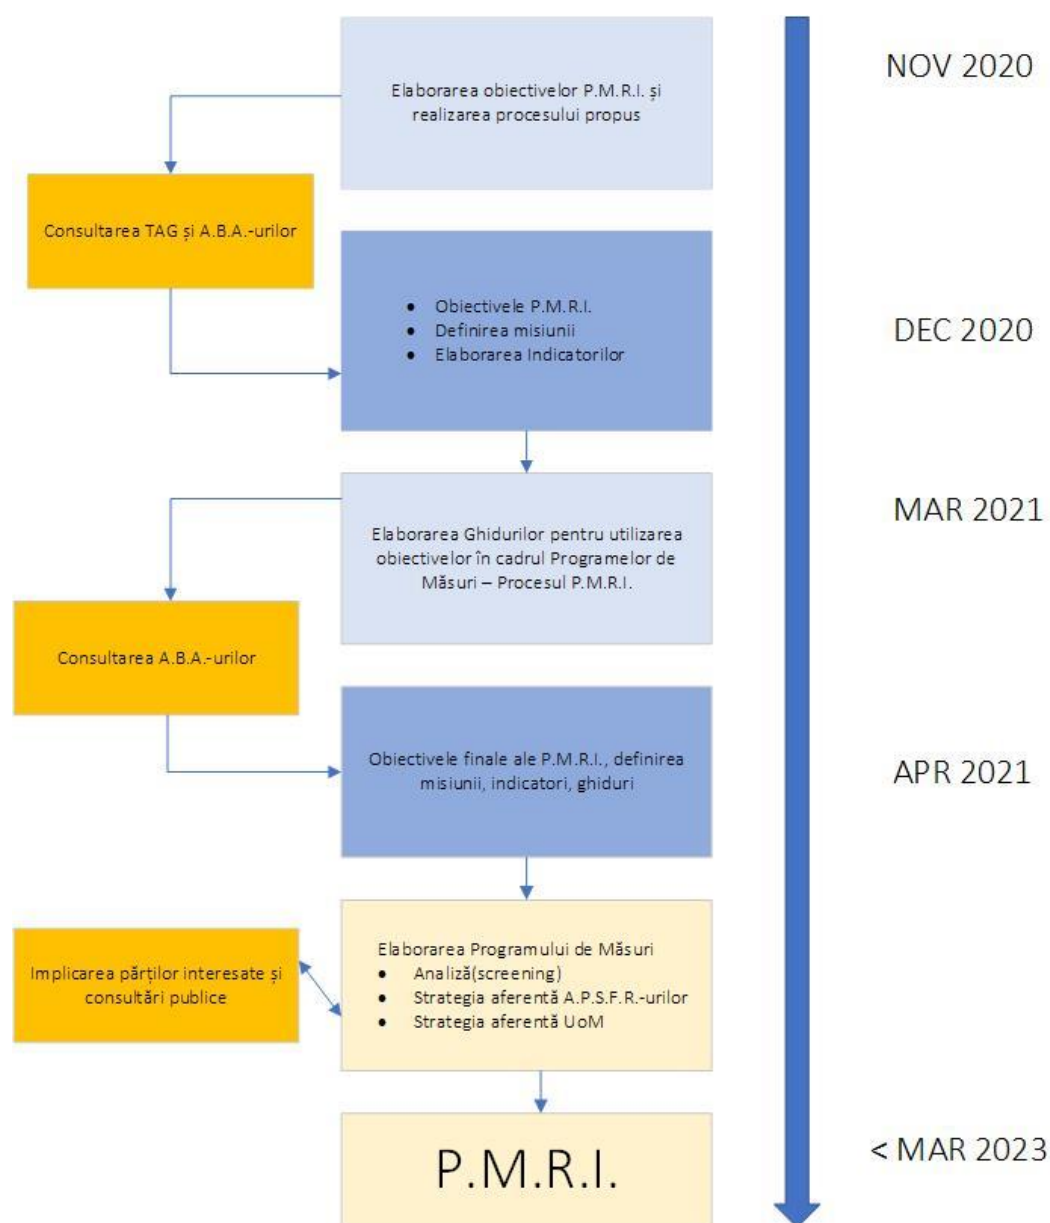 NOV 2020
Elaborarea obiectivelor P.M.R.I. și
realizarea procesului propus
Consultarea TAG și A.B.A.-urilor
• Obiectivele P.M.R.I.
• Definirea misiunii
• Elaborarea Indicatorilor
DEC 2020
MAR 2021
Elaborarea Ghidurilor pentru utilizarea
obiectivelor în cadrul Programelor de
Măsuri – Procesul P.M.R.I.
Consultarea A.B.A.-urilor
Obiectivele finale ale P.M.R.I., definirea
misiunii, indicatori, ghiduri
APR 2021
Elaborarea Programului de Măsuri
• Analiză(screening)
• Strategia aferentă A.P.S.F.R.-urilor
• Strategia aferentă UoM
Implicarea părților interesate și
consultări publice
P.M.R.I.
< MAR 2023